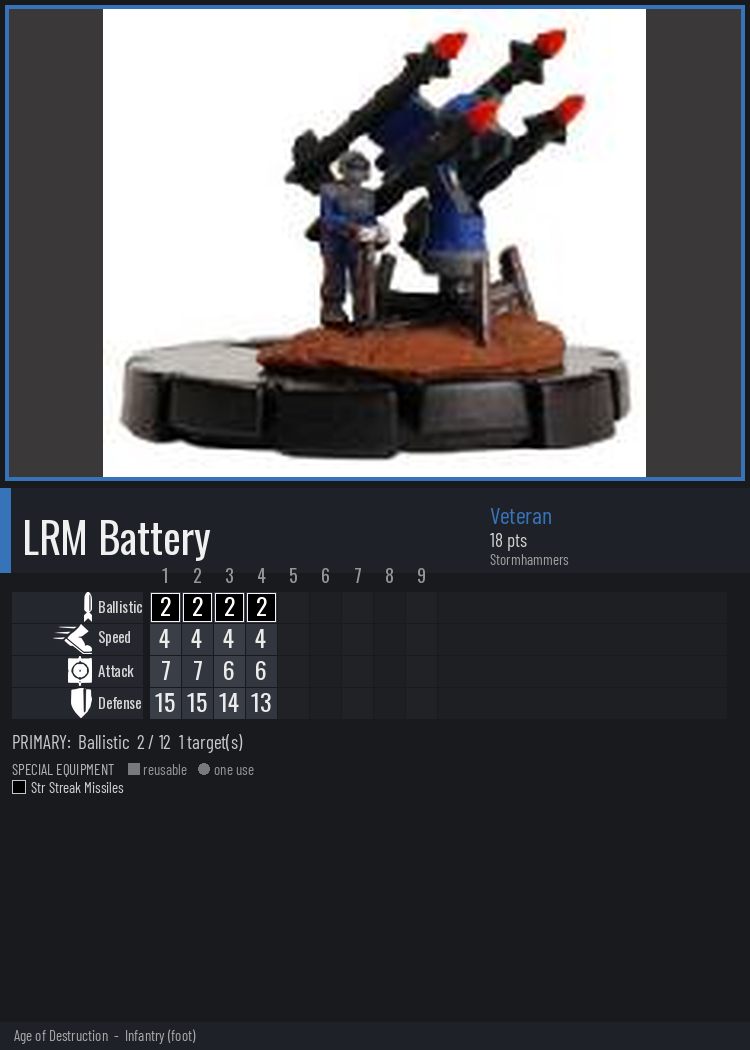 LRM Battery
Veteran
18 pts
Stormhammers
1 2 3 4 5 6 7 8 9
Ballistic 2 2 2 2
Speed 4 4 4 4
Attack 7 7 6 6
Defense 15 15 14 13
PRIMARY: Ballistic 2 / 12 1 target(s)
SPECIAL EQUIPMENT reusable one use
Str Streak Missiles
Age of Destruction - Infantry (foot)